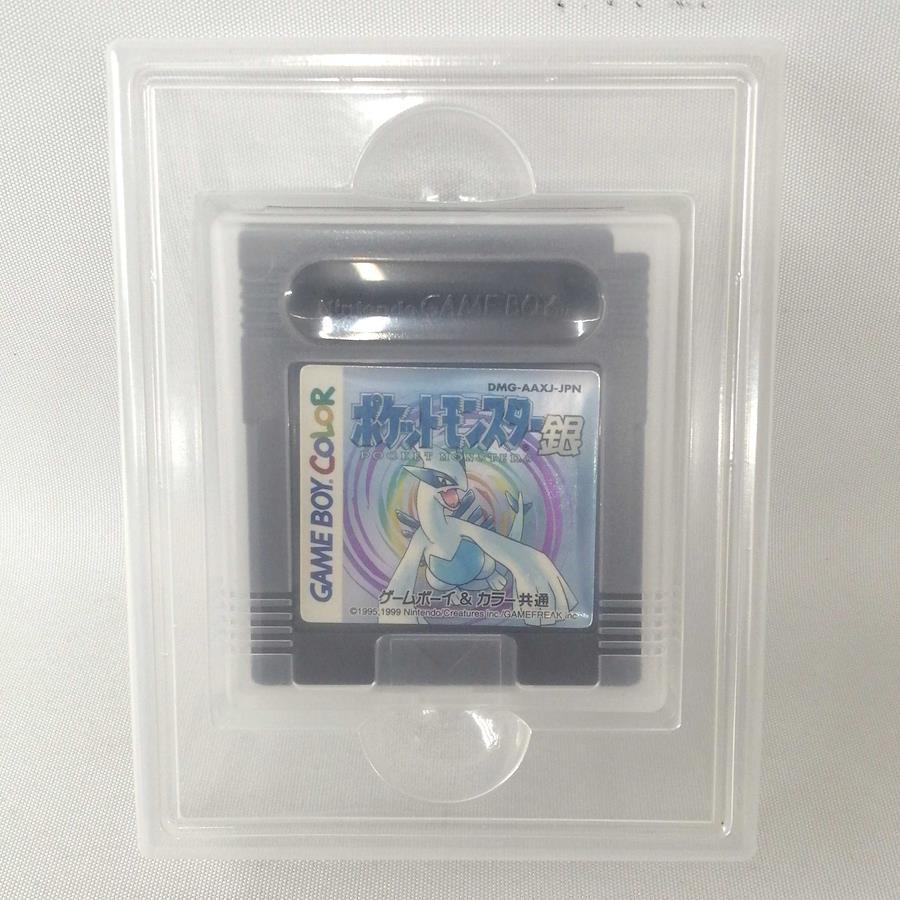 Nintendo GAME BOY TM
DMG-AAXJ-JPN
ポケットモンスター銀
POCKET MONSTERS
GAME BOY COLOR
ゲームボーイ & カラー共通
©1995,1999 Nintendo/Creatures inc./GAMEFREAK inc.